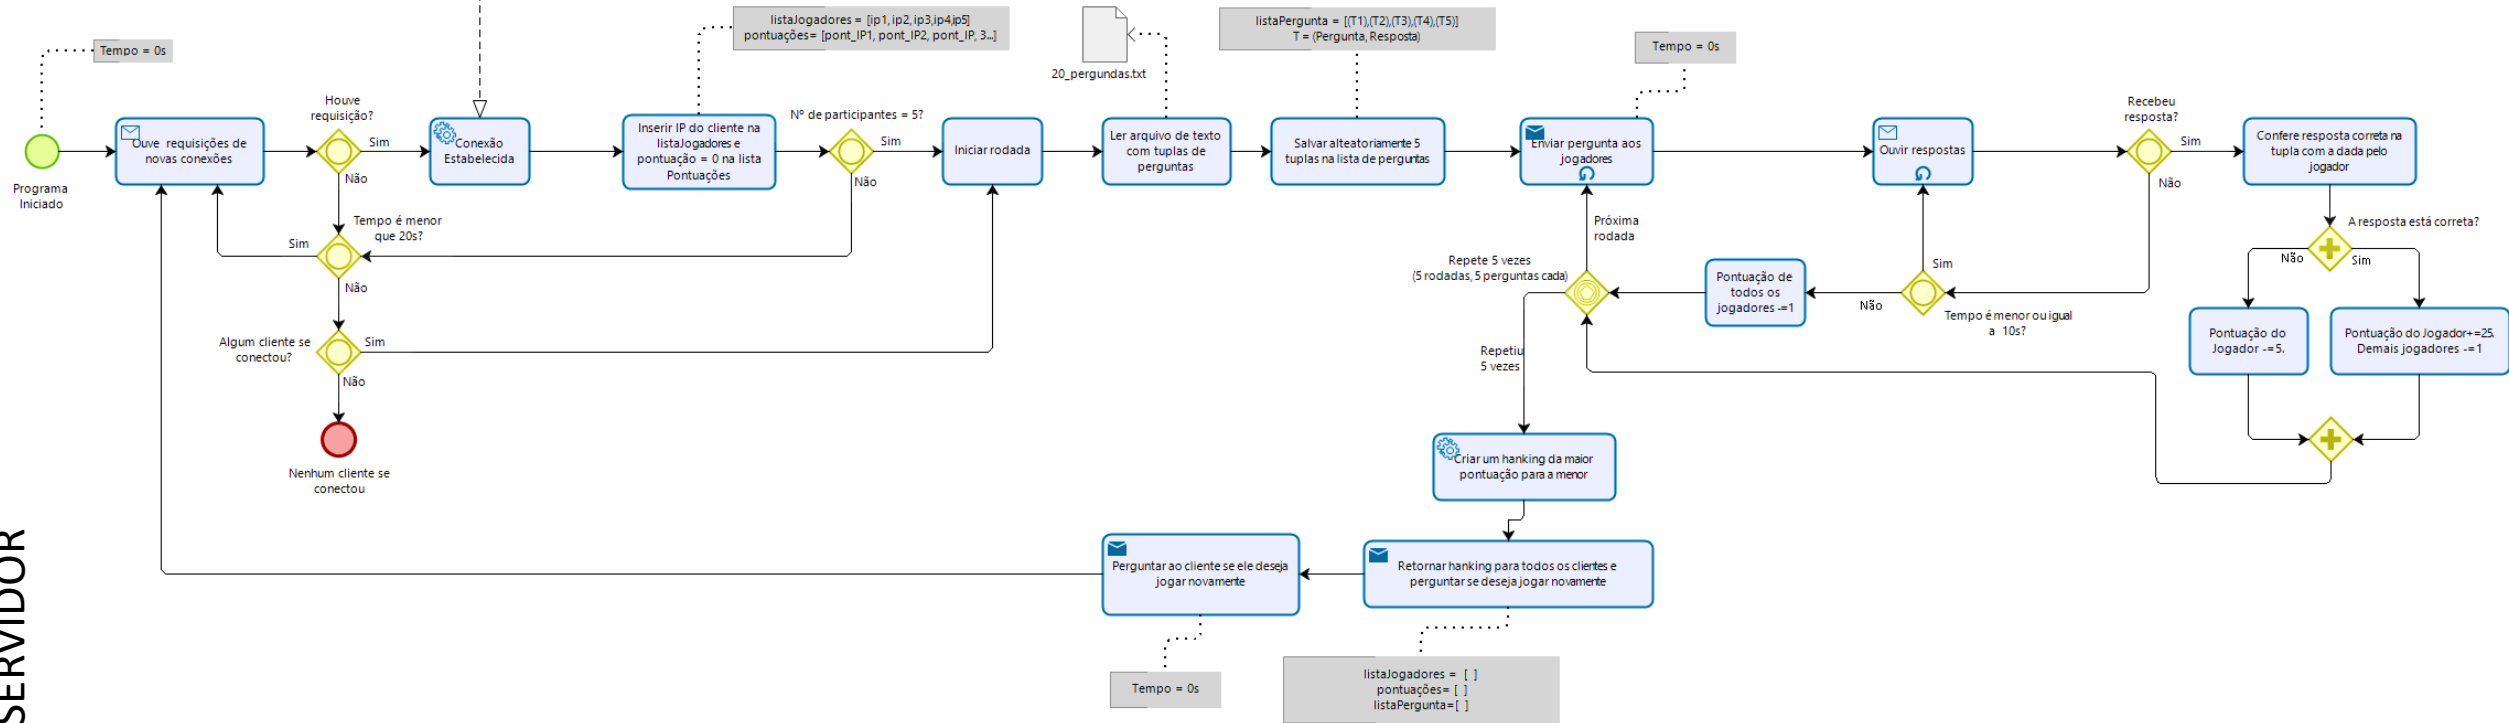 listaJogadores = [ip1, ip2, ip3,ip4,ip5]
pontuações= [pont_IP1, pont_IP2, pont_IP, 3...]
listaPergunta = [(T1),(T2),(T3),(T4),(T5)]
T = (Pergunta, Resposta)
Tempo = 0s
Tempo = 0s
20_pergundas.txt
Houve
requisição?
Nº de participantes = 5?
Recebeu
resposta?
Programa
Iniciado
Ouve requisições de
novas conexões
Sim
Não
Conexão
Estabelecida
Inserir IP do cliente na
listaJogadores e
pontuação = 0 na lista
Pontuações
Sim
Não
Iniciar rodada
Ler arquivo de texto
com tuplas de
perguntas
Salvar alteatoriamente 5
tuplas na lista de perguntas
Enviar pergunta aos
jogadores
Ouvir respostas
Sim
Não
Confere resposta correta na
tupla com a dada pelo
jogador
Tempo é menor
que 20s?
Sim
Não
Próxima
rodada
A resposta está correta?
Não
Sim
Repete 5 vezes
(5 rodadas, 5 perguntas cada)
Pontuação de
todos os
jogadores -=1
Sim
Não
Tempo é menor ou igual
a 10s?
Algum cliente se
conectou?
Sim
Não
Repetiu
5 vezes
Pontuação do
Jogador -=5.
Pontuação do Jogador+=25.
Demais jogadores -=1
Nenhum cliente se
conectou
Criar um hanking da maior
pontuação para a menor
Perguntar ao cliente se ele deseja
jogar novamente
Retornar hanking para todos os clientes e
perguntar se deseja jogar novamente
Tempo = 0s
listaJogadores = [ ]
pontuações= [ ]
listaPergunta=[ ]
SERVIDOR